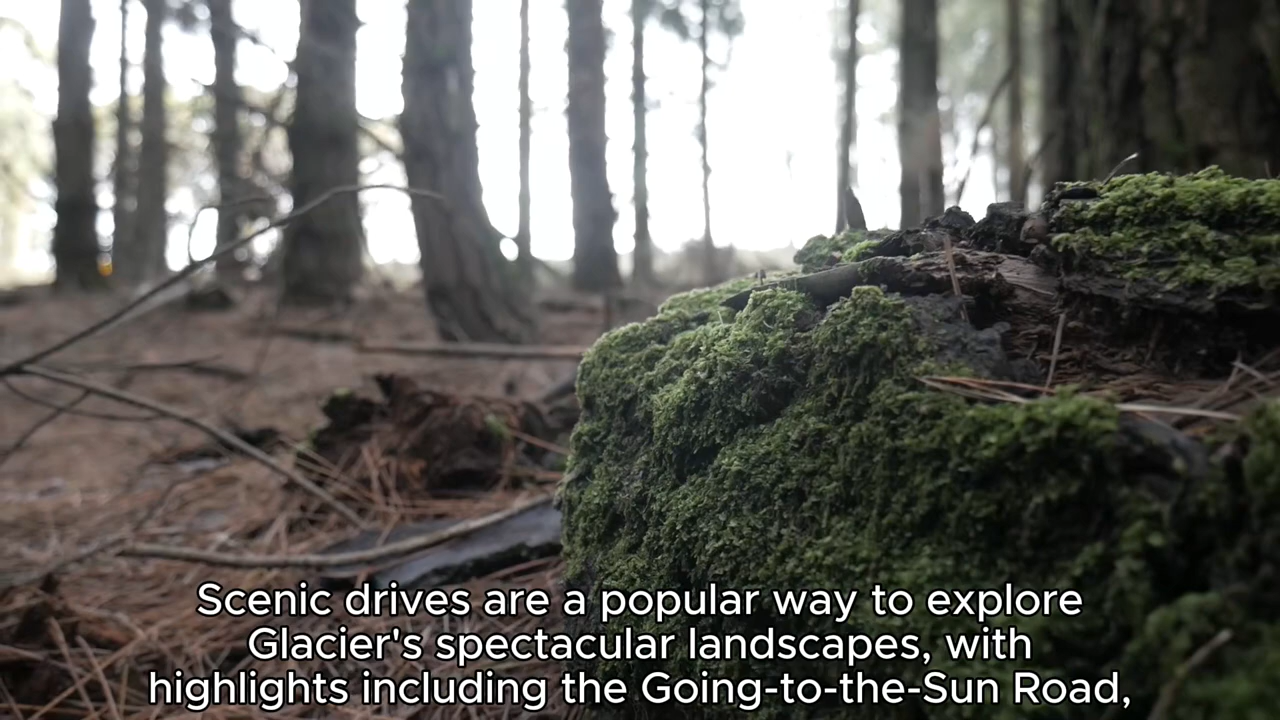 Scenic drives are a popular way to explore
Glacier's spectacular landscapes, with
highlights including the Going-to-the-Sun Road,